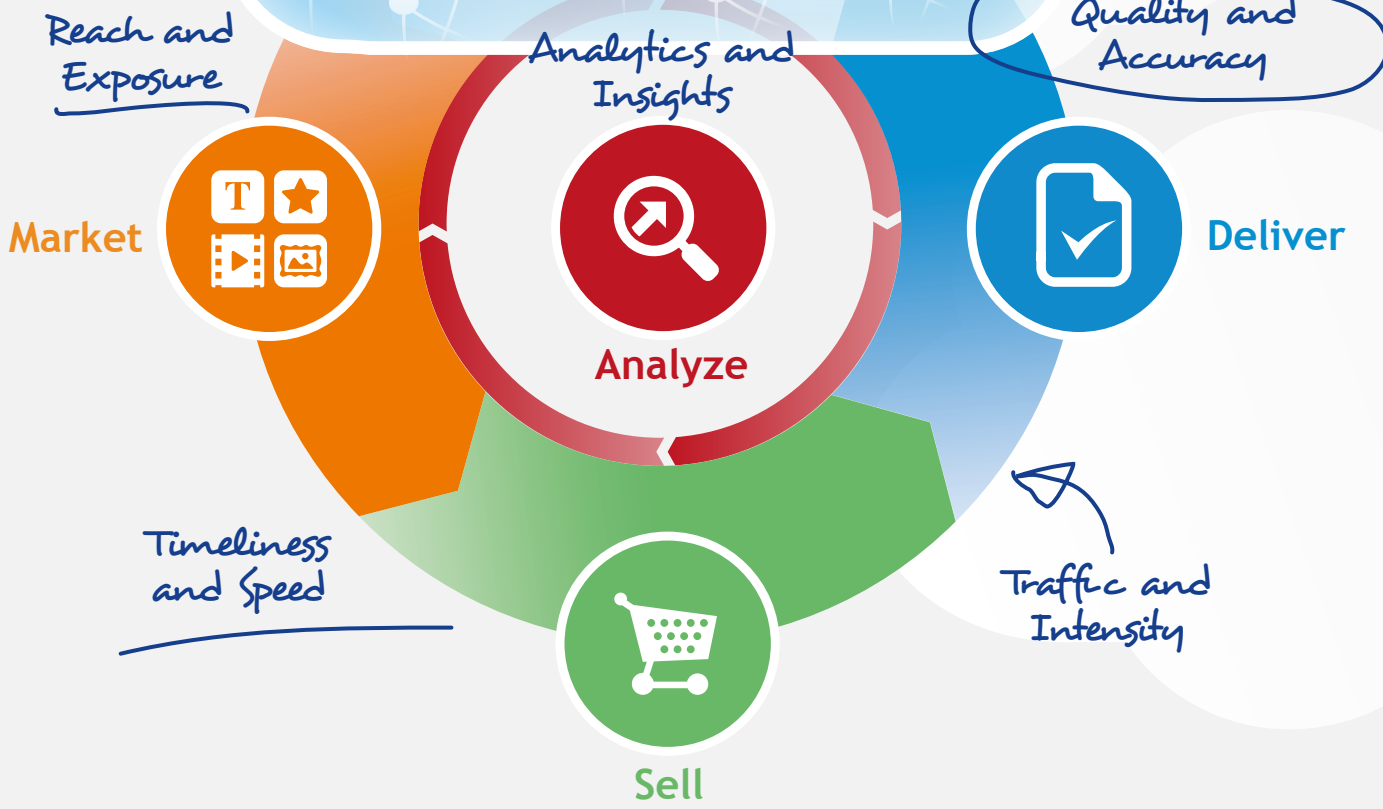 Reach and
Exposure
Analytics and
Insights
Quality and
Accuracy
Market
T
Deliver
Analyze
Timeliness
and Speed
Traffic and
Intensity
Sell